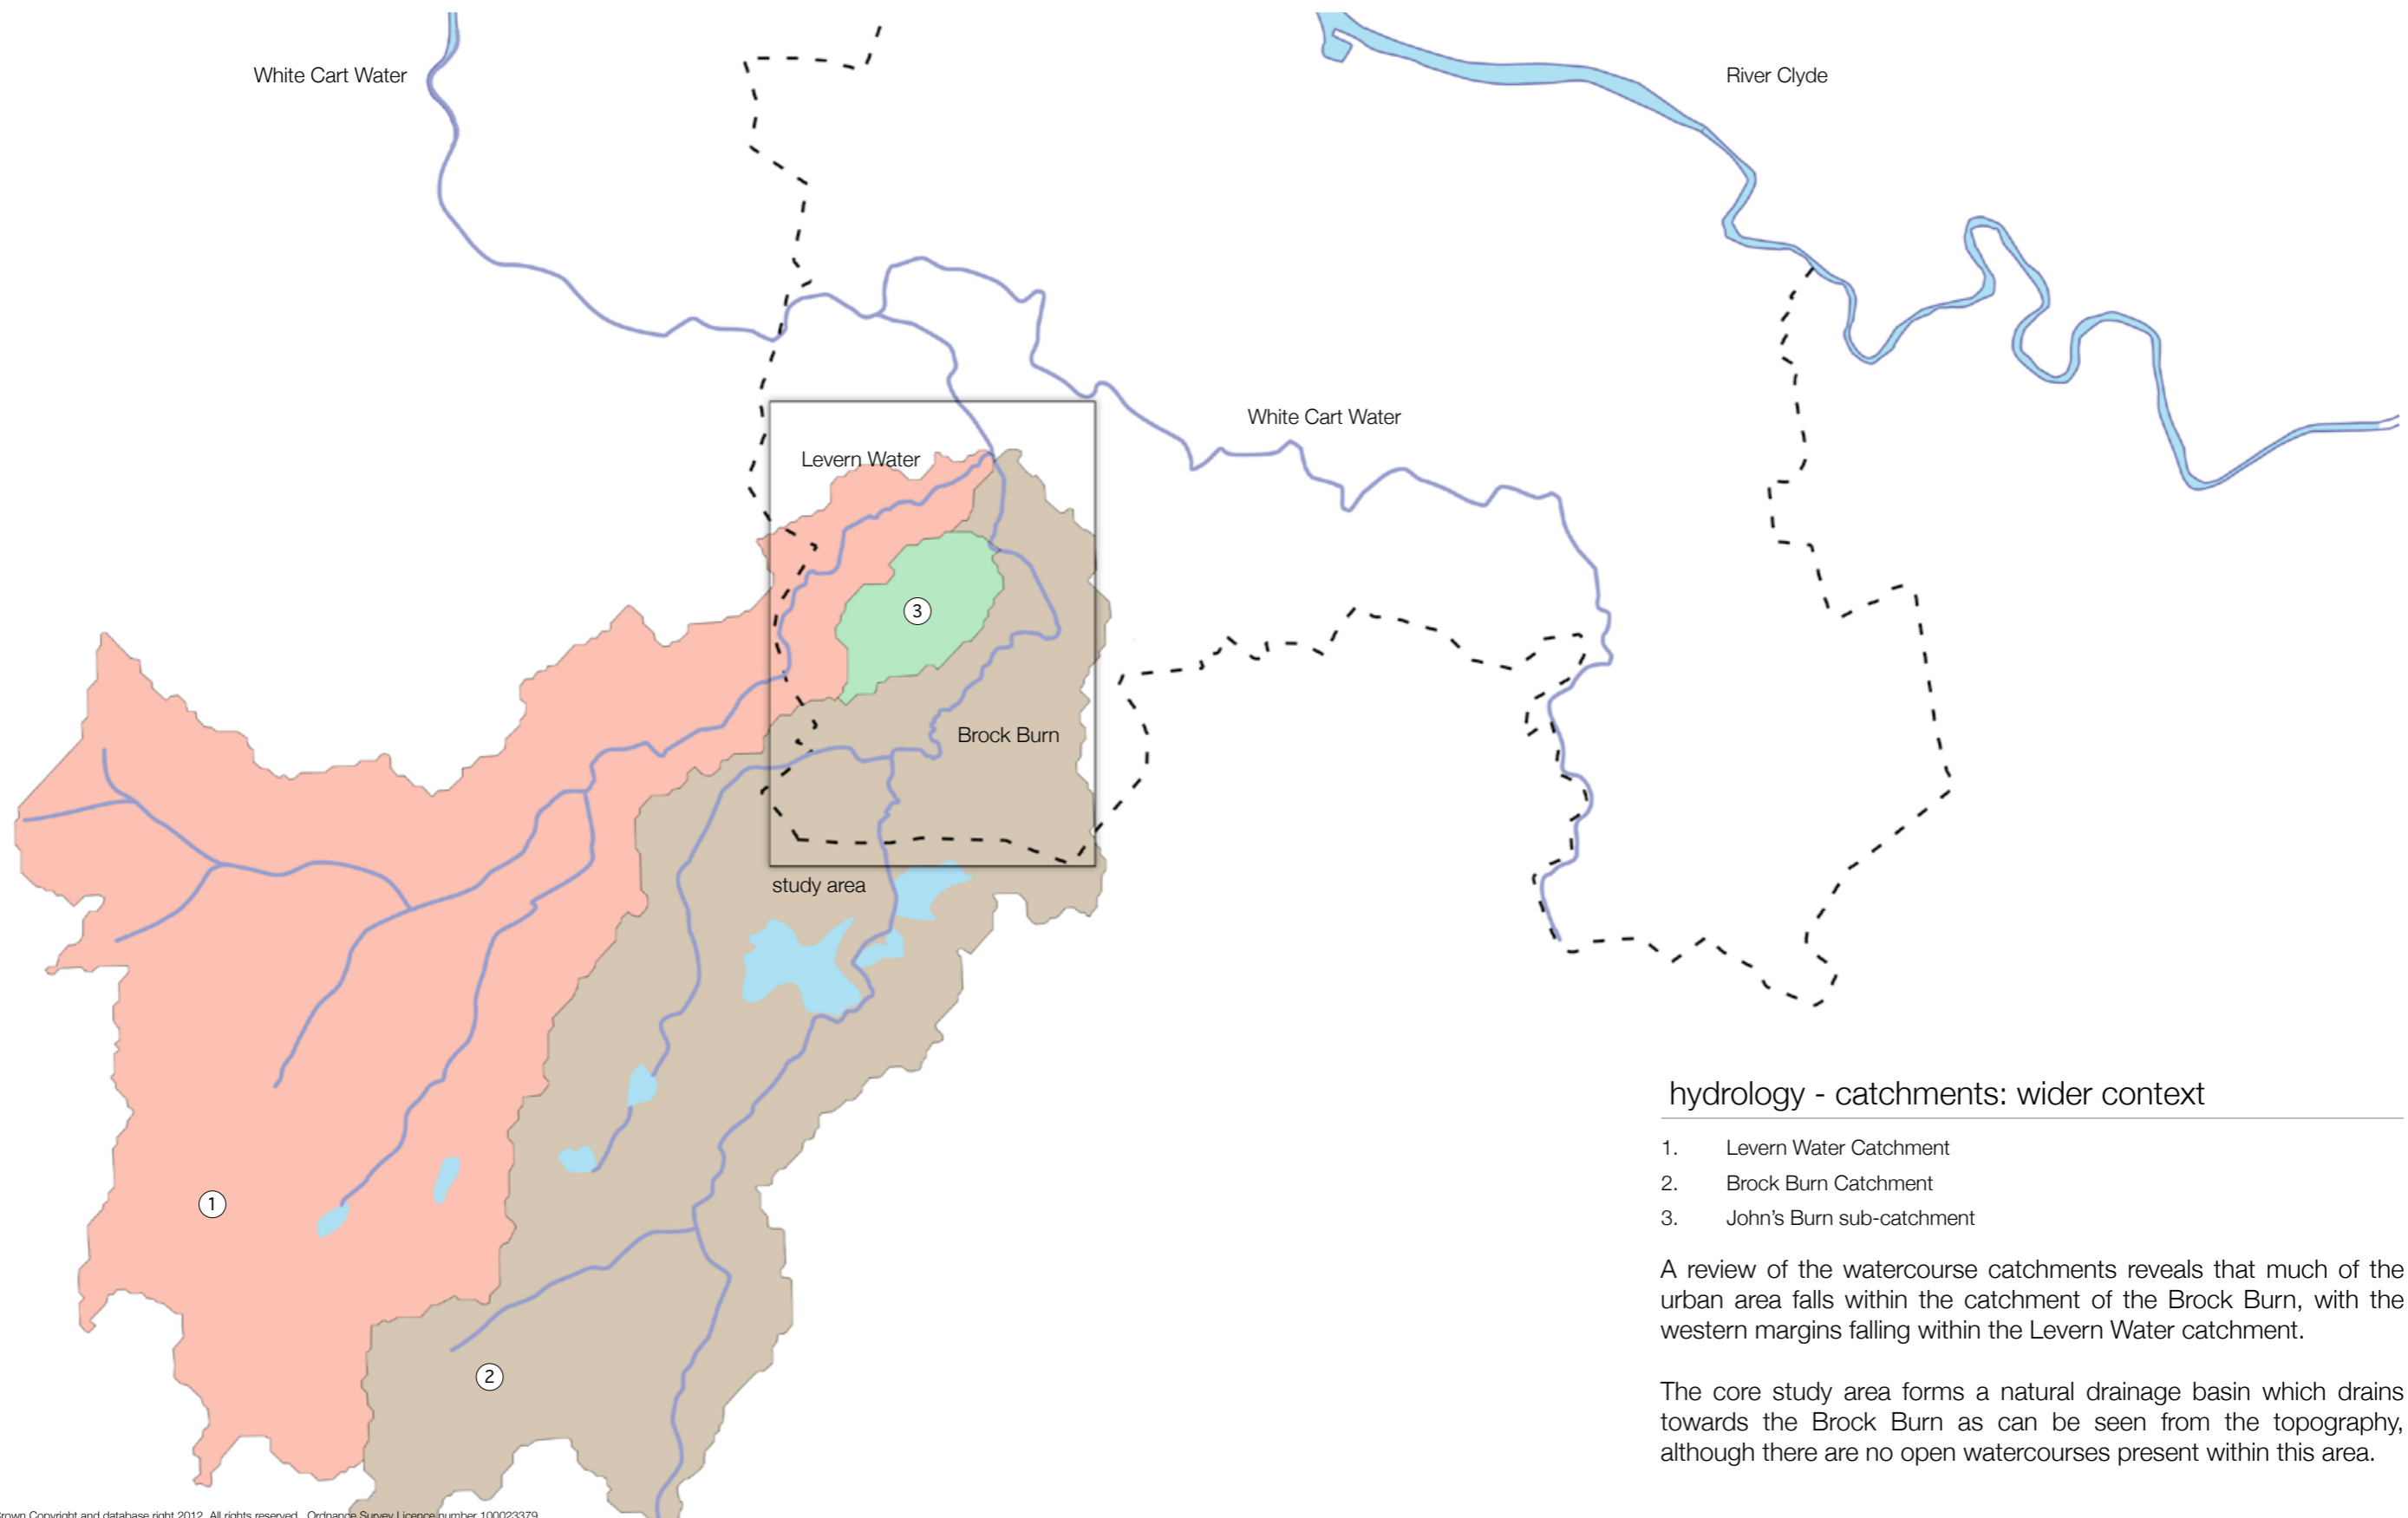 White Cart Water
River Clyde
White Cart Water
Levern Water
3
Brock Burn
study area
1
2
hydrology - catchments: wider context
1. Levern Water Catchment
2. Brock Burn Catchment
3. John's Burn sub-catchment
A review of the watercourse catchments reveals that much of the
urban area falls within the catchment of the Brock Burn, with the
western margins falling within the Levern Water catchment.
The core study area forms a natural drainage basin which drains
towards the Brock Burn as can be seen from the topography,
although there are no open watercourses present within this area.
Crown Copyright and database right 2012. All rights reserved. Ordnance Survey Licence number 100023379